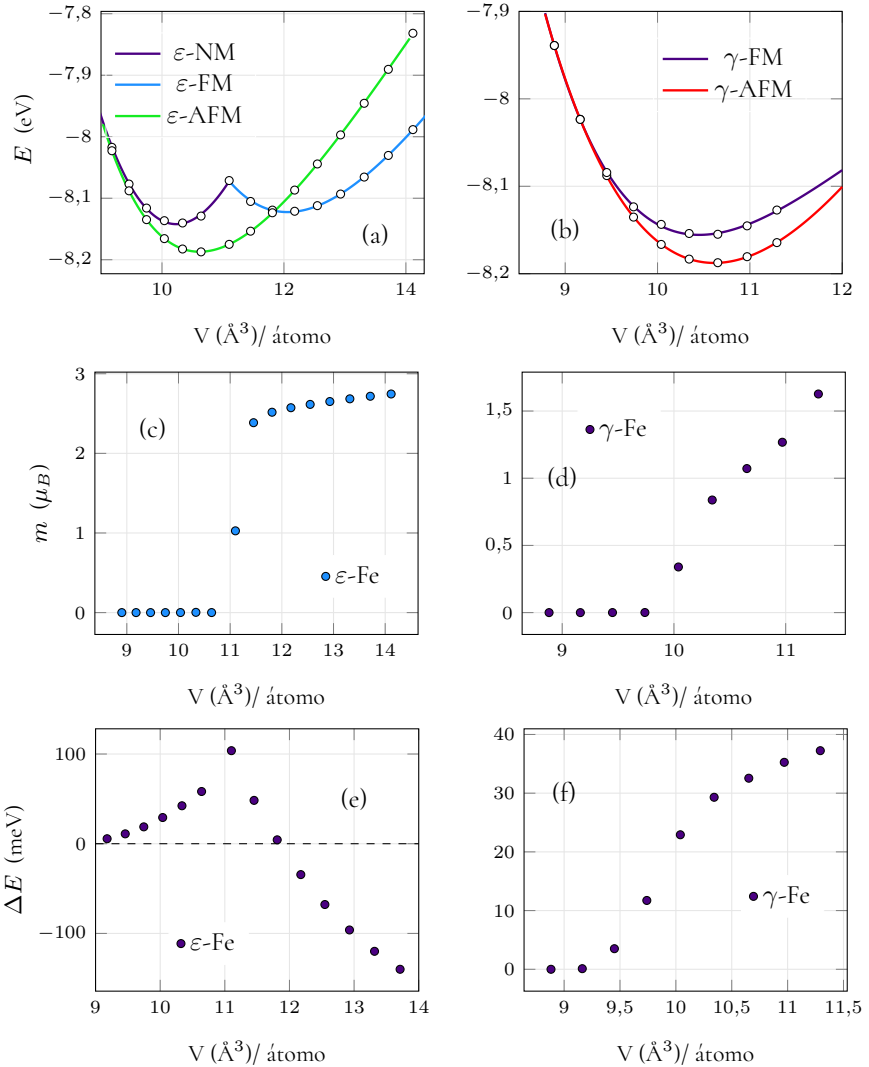 −7,8
−7,9
−8
−8,1
−8,2
E (eV)
ε-NM
ε-FM
ε-AFM
(a)
10 12 14
V (Å³)/ átomo
−7,9
−8
−8,1
−8,2
γ-FM
γ-AFM
(b)
9 10 11 12
V (Å³)/ átomo
3
2
1
0
m (μB)
(c)
ε-Fe
9 10 11 12 13 14
V (Å³)/ átomo
1,5
1
0,5
0
γ-Fe
(d)
9 10 11
V (Å³)/ átomo
100
0
−100
ΔE (meV)
(e)
ε-Fe
9 10 11 12 13 14
V (Å³)/ átomo
40
30
20
10
0
(f)
γ-Fe
9 9,5 10 10,5 11 11,5
V (Å³)/ átomo